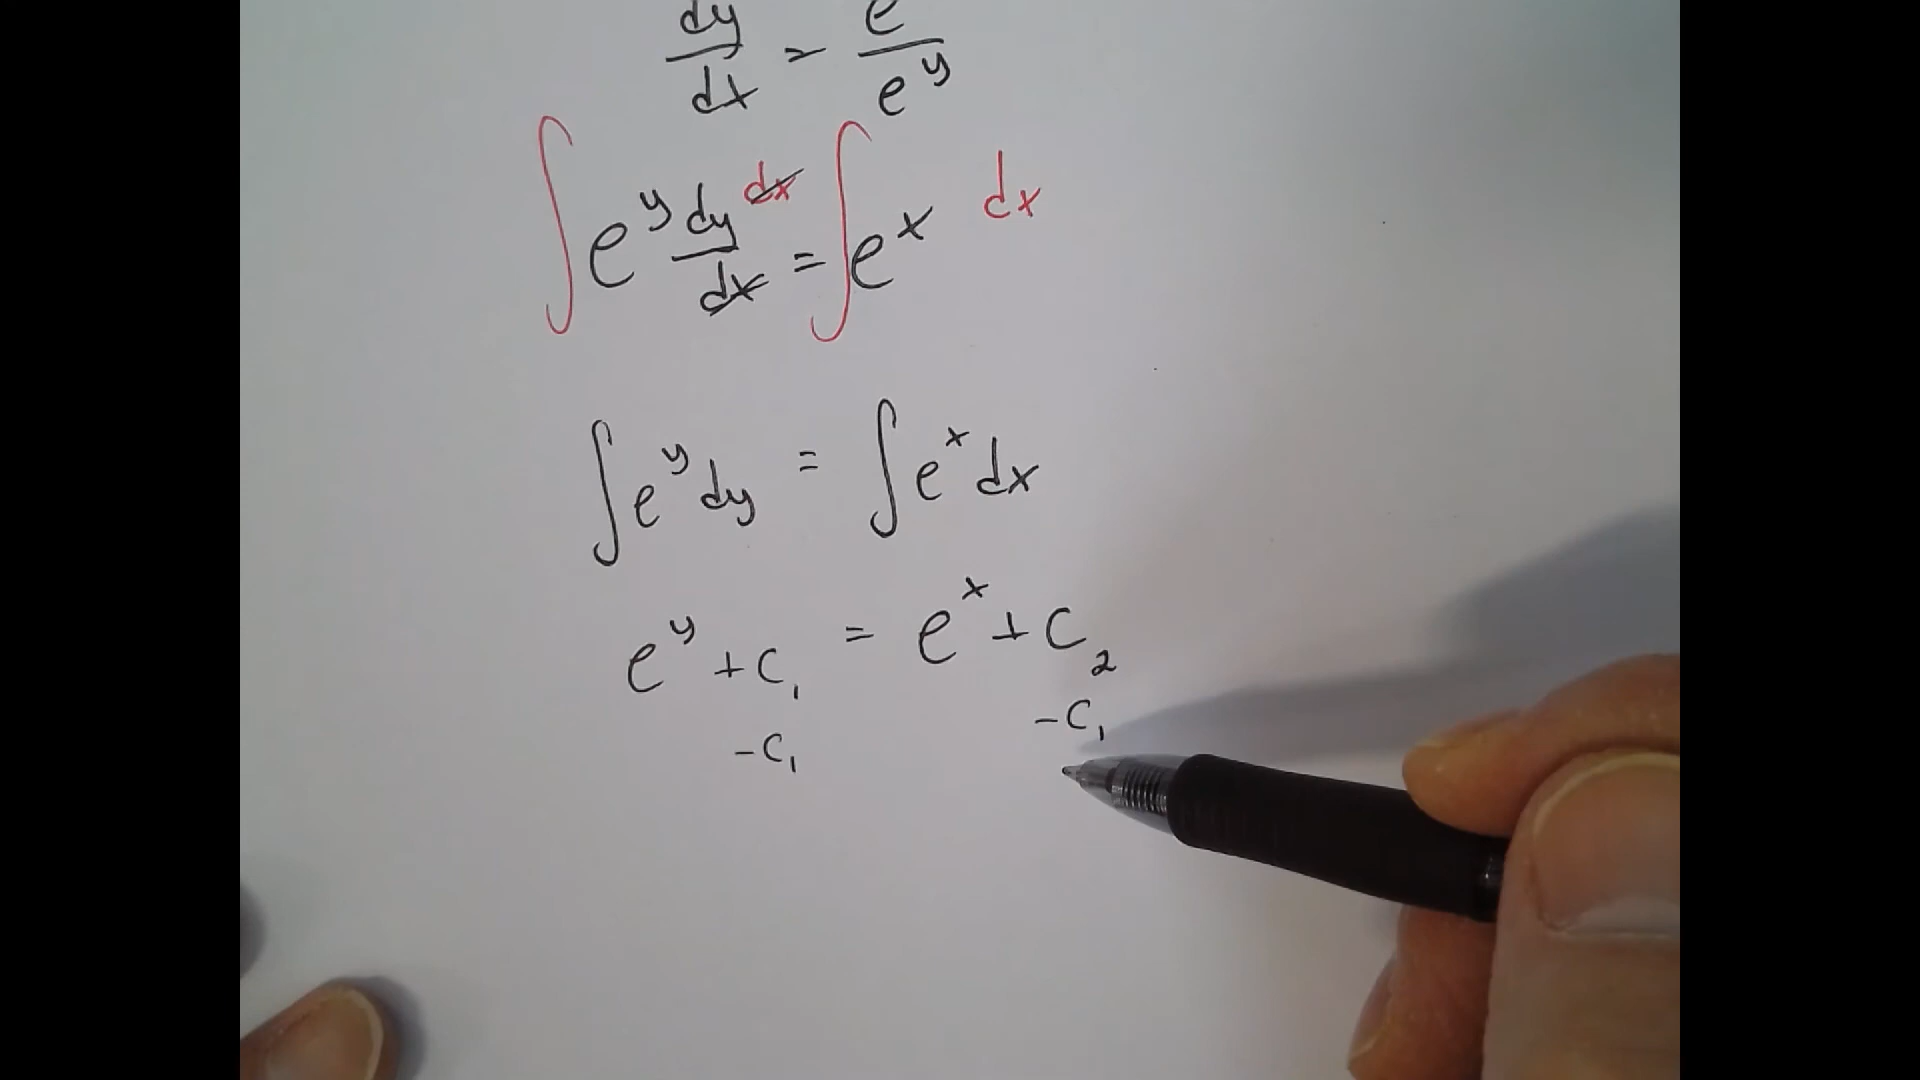 dy/dx = e/e^y
∫ e^y dy/dx dx = ∫ e^x dx
∫ e^y dy = ∫ e^x dx
e^y + C₁ = e^x + C₂
-C₁ -C₁